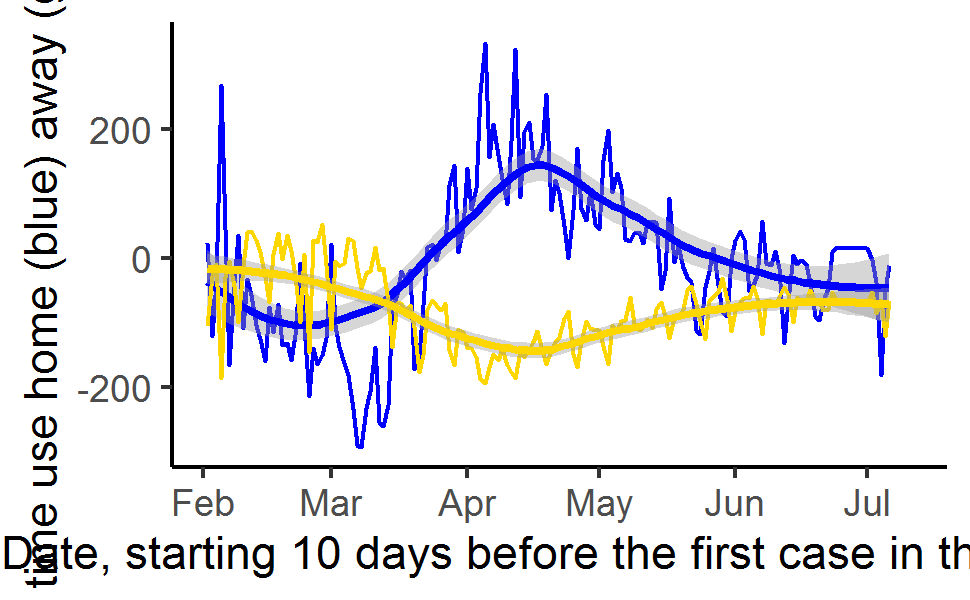 time use home (blue) away (
200
0
-200
Feb Mar Apr May Jun Jul
Date, starting 10 days before the first case in th